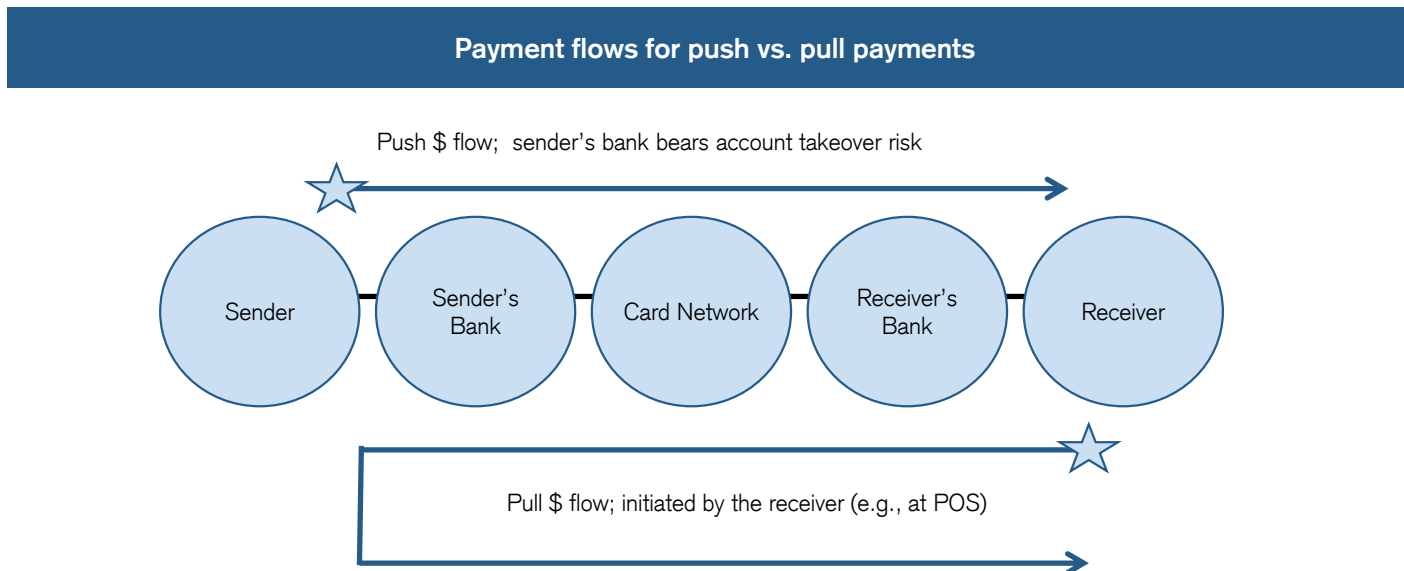 Payment flows for push vs. pull payments
Push $ flow;  sender's bank bears account takeover risk
Sender
Sender's
Bank
Card Network
Receiver's
Bank
Receiver
Pull $ flow; initiated by the receiver (e.g., at POS)